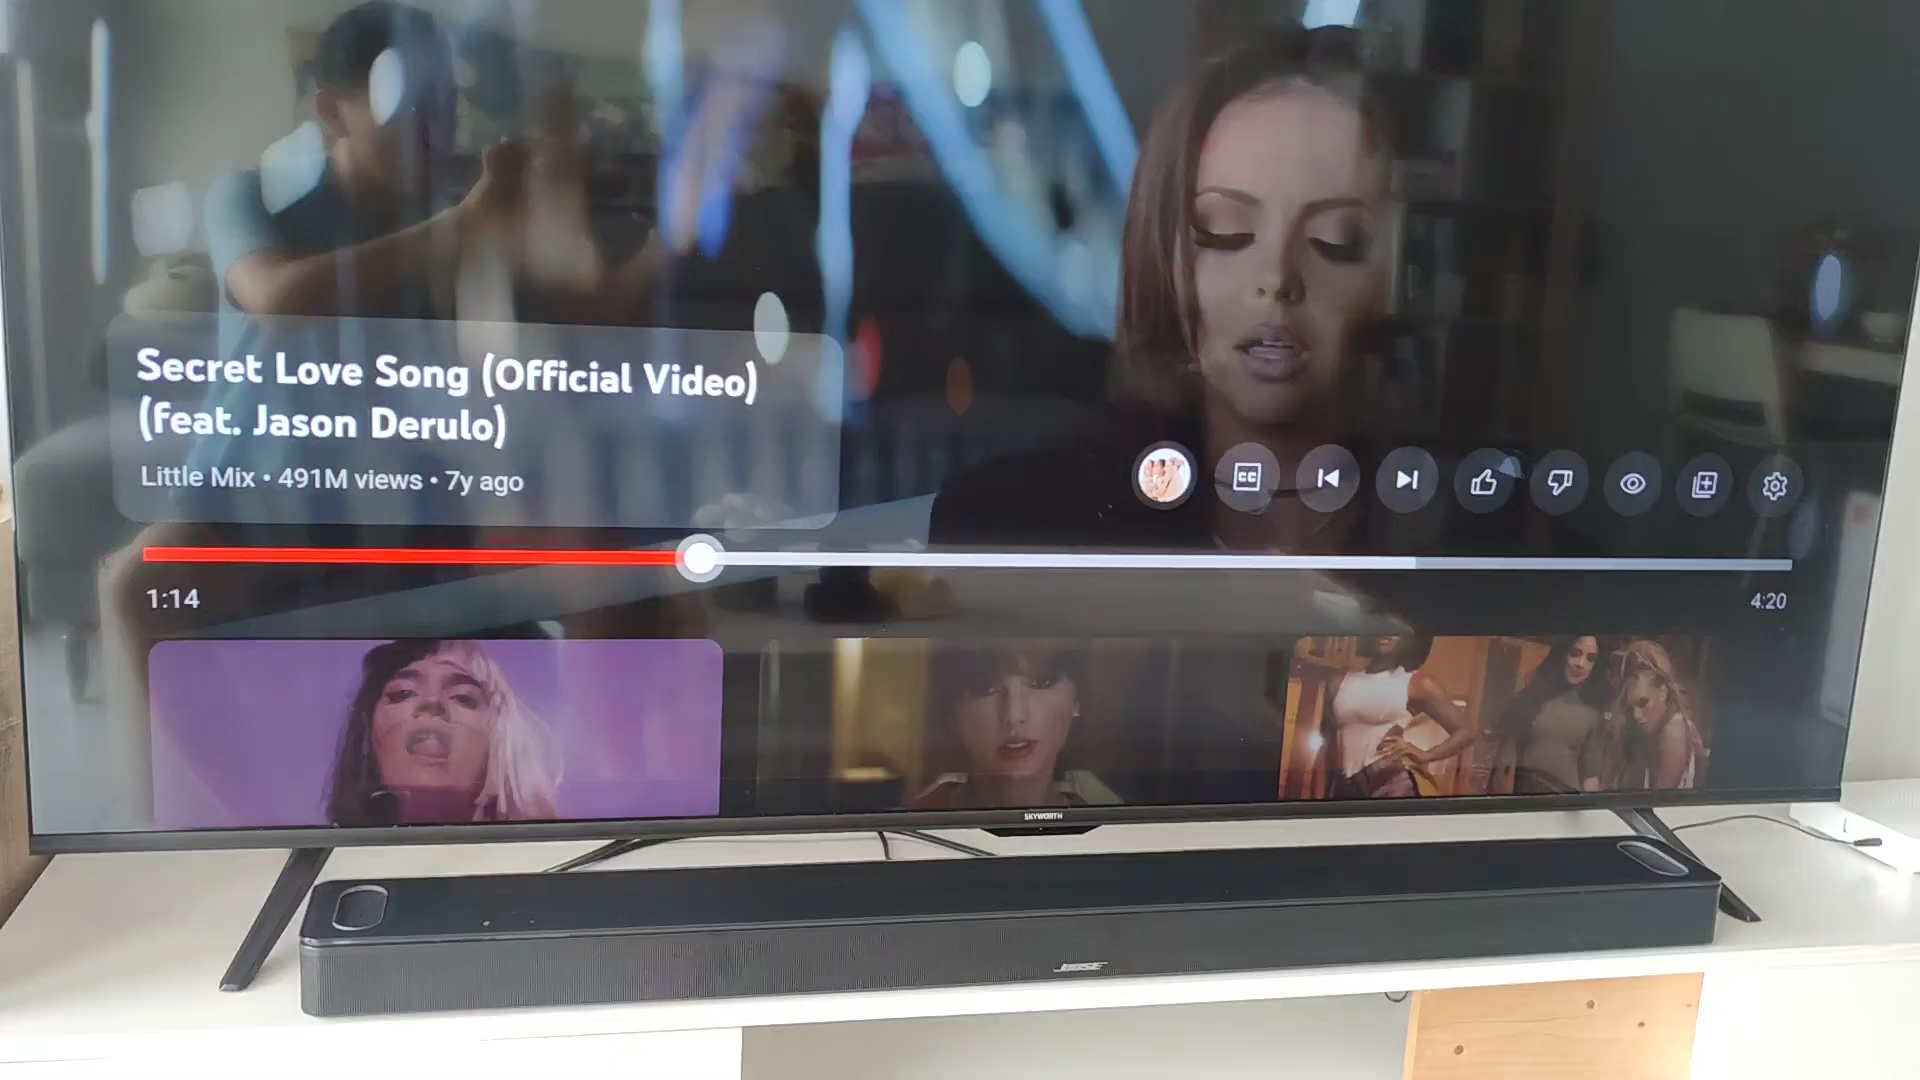 Secret Love Song (Official Video)
(feat. Jason Derulo)
Little Mix • 491M views • 7y ago
CC
1:14
4:20
SKYWORTH
BOSE